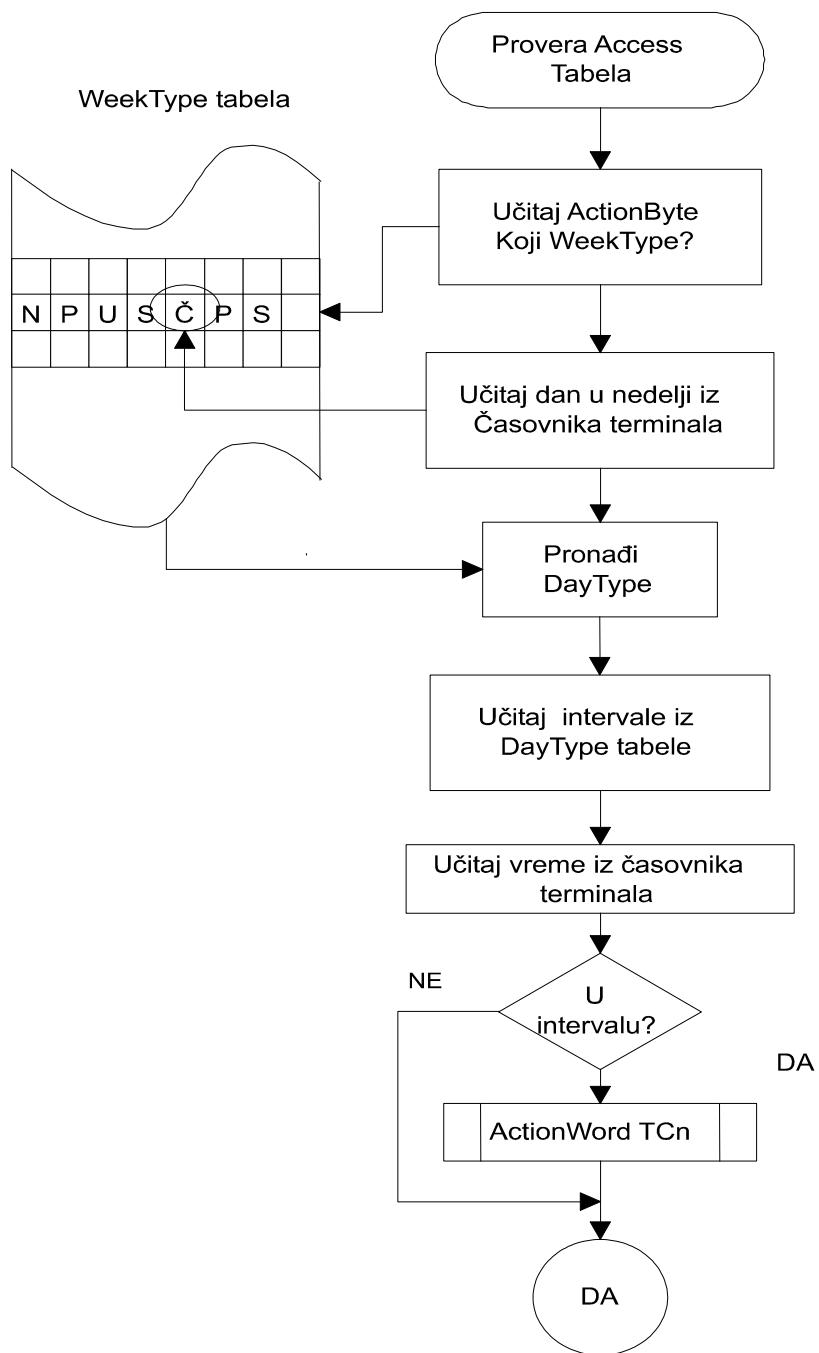 Provera Access
Tabela
WeekType tabela
Učitaj ActionByte
Koji WeekType?
N P U S Č P S
Učitaj dan u nedelji iz
Časovnika terminala
Pronađi
DayType
Učitaj intervale iz
DayType tabele
Učitaj vreme iz časovnika
terminala
NE
U
intervalu?
DA
ActionWord TCn
DA